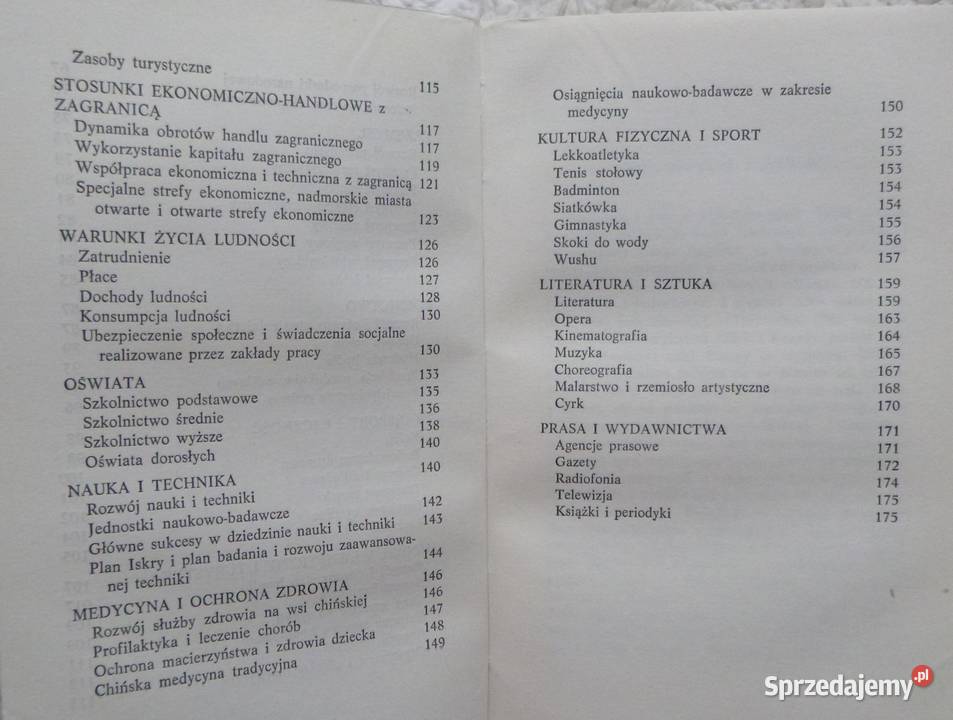 Zasoby turystyczne 115
STOSUNKI EKONOMICZNO-HANDLOWE z
ZAGRANICĄ 117
Dynamika obrotów handlu zagranicznego 117
Wykorzystanie kapitału zagranicznego 119
Współpraca ekonomiczna i techniczna z zagranicą 121
Specjalne strefy ekonomiczne, nadmorskie miasta
otwarte i otwarte strefy ekonomiczne 123
WARUNKI ŻYCIA LUDNOŚCI 126
Zatrudnienie 126
Płace 127
Dochody ludności 128
Konsumpcja ludności 130
Ubezpieczenie społeczne i świadczenia socjalne
realizowane przez zakłady pracy 130
OŚWIATA 133
Szkolnictwo podstawowe 135
Szkolnictwo średnie 136
Szkolnictwo wyższe 138
Oświata dorosłych 140
NAUKA I TECHNIKA 140
Rozwój nauki i techniki
Jednostki naukowo-badawcze 142
Główne sukcesy w dziedzinie nauki i techniki 143
Plan Iskry i plan badania i rozwoju zaawansowa-
nej techniki 144
MEDYCYNA I OCHRONA ZDROWIA 146
Rozwój służby zdrowia na wsi chińskiej 146
Profilaktyka i leczenie chorób 147
Ochrona macierzyństwa i zdrowia dziecka 148
Chińska medycyna tradycyjna 149
Osiągnięcia naukowo-badawcze w zakresie
medycyny 150
KULTURA FIZYCZNA I SPORT 152
Lekkoatletyka 153
Tenis stołowy 153
Badminton 154
Siatkówka 154
Gimnastyka 155
Skoki do wody 156
Wushu 157
LITERATURA I SZTUKA 159
Literatura 159
Opera 163
Kinematografia 164
Muzyka 165
Choreografia 167
Malarstwo i rzemiosło artystyczne 168
Cyrk 170
PRASA I WYDAWNICTWA 171
Agencje prasowe 171
Gazety 172
Radiofonia 174
Telewizja 175
Książki i periodyki 175
Sprzedajemy.pl